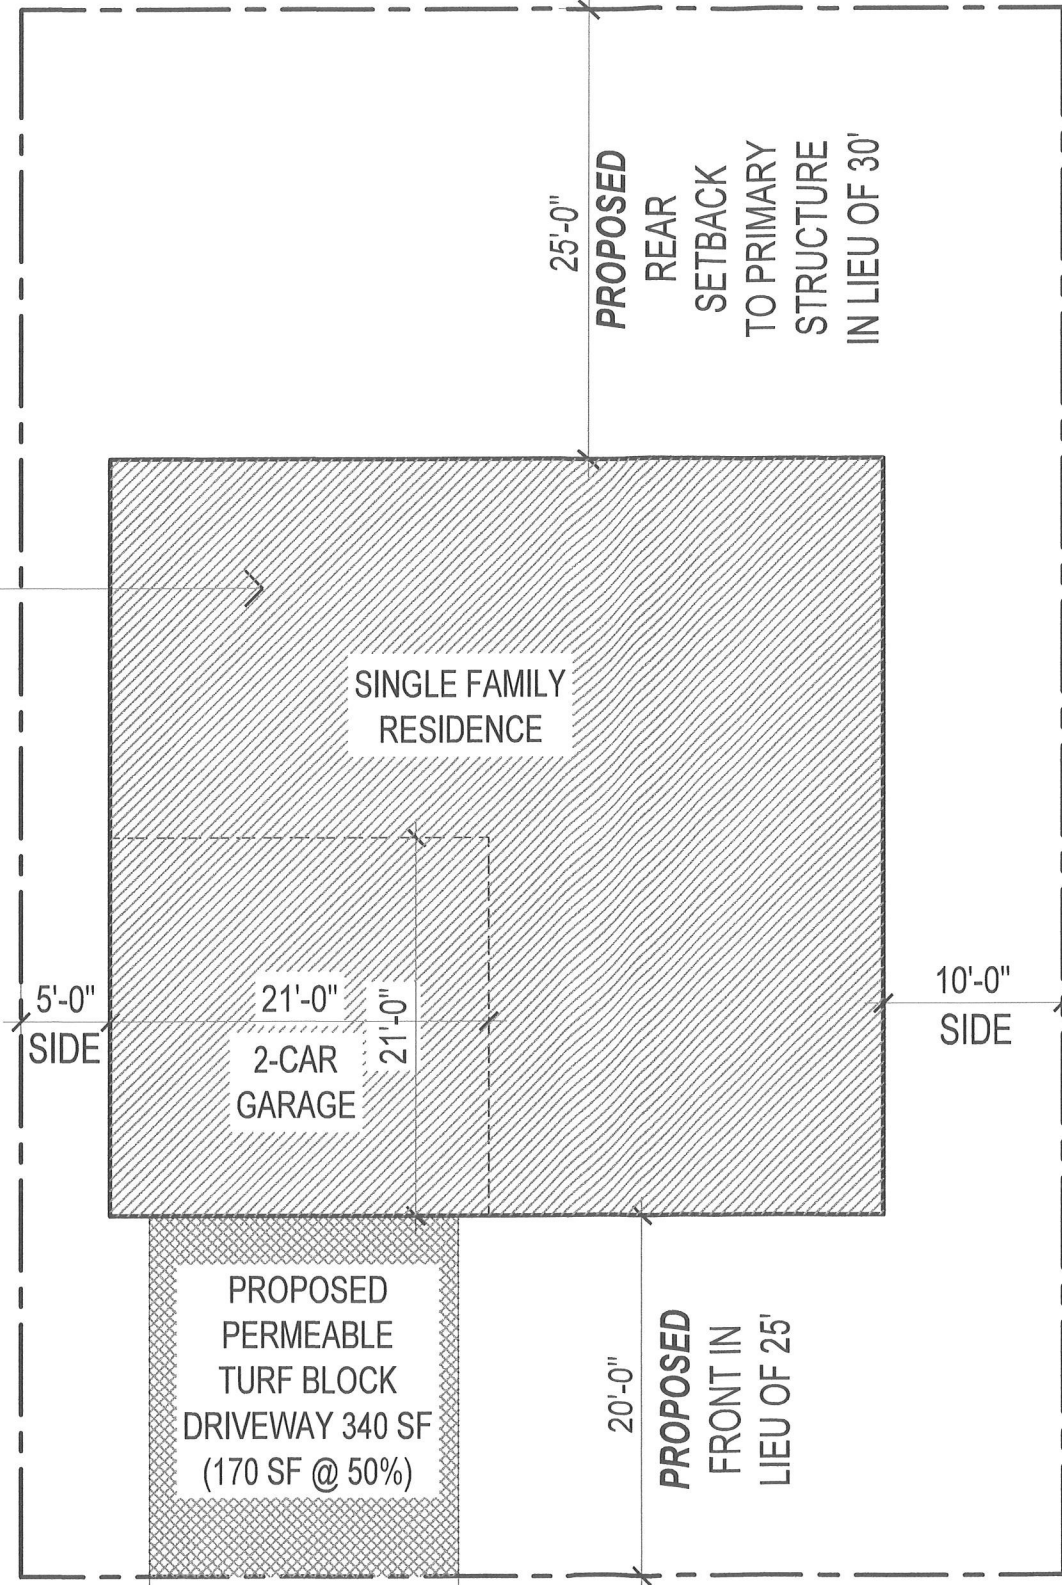 25'-0"
PROPOSED
REAR
SETBACK
TO PRIMARY
STRUCTURE
IN LIEU OF 30'
SINGLE FAMILY
RESIDENCE
5'-0"
SIDE
21'-0"
21'-0"
2-CAR
GARAGE
10'-0"
SIDE
PROPOSED
PERMEABLE
TURF BLOCK
DRIVEWAY 340 SF
(170 SF @ 50%)
20'-0"
PROPOSED
FRONT IN
LIEU OF 25'